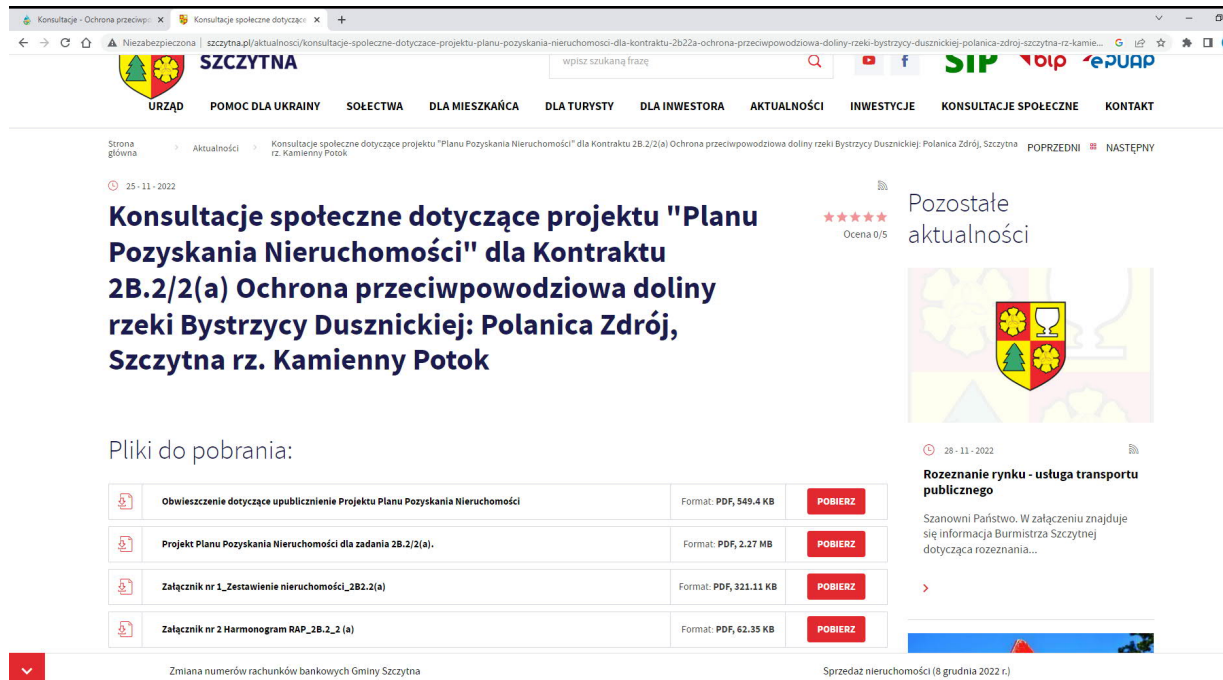 Konsultacje - Ochrona przeciwpo
Konsultacje społeczne dotyczące
Niezabezpieczona | szczytna.pl/aktualnosci/konsultacje-spoleczne-dotyczace-projektu-planu-pozyskania-nieruchomosci-dla-kontraktu-2b22a-ochrona-przeciwpowodziowa-doliny-rzeki-bystrzycy-dusznickiej-polanica-zdroj-szczytna-rz-kamie...
SZCZYTNA
wpisz szukaną frazę
SIP
bip
ePUAP
URZĄD POMOC DLA UKRAINY SOŁECTWA DLA MIESZKAŃCA DLA TURYSTY DLA INWESTORA AKTUALNOŚCI INWESTYCJE KONSULTACJE SPOŁECZNE KONTAKT
Strona główna > Aktualności > Konsultacje społeczne dotyczące projektu "Planu Pozyskania Nieruchomości" dla Kontraktu 2B.2/2(a) Ochrona przeciwpowodziowa doliny rzeki Bystrzycy Dusznickiej: Polanica Zdrój, Szczytna
rz. Kamienny Potok
POPRZEDNI NASTĘPNY
25 - 11 - 2022
Konsultacje społeczne dotyczące projektu "Planu
Pozyskania Nieruchomości" dla Kontraktu
2B.2/2(a) Ochrona przeciwpowodziowa doliny
rzeki Bystrzycy Dusznickiej: Polanica Zdrój,
Szczytna rz. Kamienny Potok
Ocena 0/5
Pliki do pobrania:
Obwieszczenie dotyczące upublicznienie Projektu Planu Pozyskania Nieruchomości Format: PDF, 549.4 KB POBIERZ
Projekt Planu Pozyskania Nieruchomości dla zadania 2B.2/2(a). Format: PDF, 2.27 MB POBIERZ
Załącznik nr 1_Zestawienie nieruchomości_2B2.2(a) Format: PDF, 321.11 KB POBIERZ
Załącznik nr 2 Harmonogram RAP_2B.2_2 (a) Format: PDF, 62.35 KB POBIERZ
Pozostałe
aktualności
28 - 11 - 2022
Rozeznanie rynku - usługa transportu
publicznego
Szanowni Państwo. W załączeniu znajduje
się informacja Burmistrza Szczytnej
dotycząca rozeznania...
Zmiana numerów rachunków bankowych Gminy Szczytna
Sprzedaż nieruchomości (8 grudnia 2022 r.)